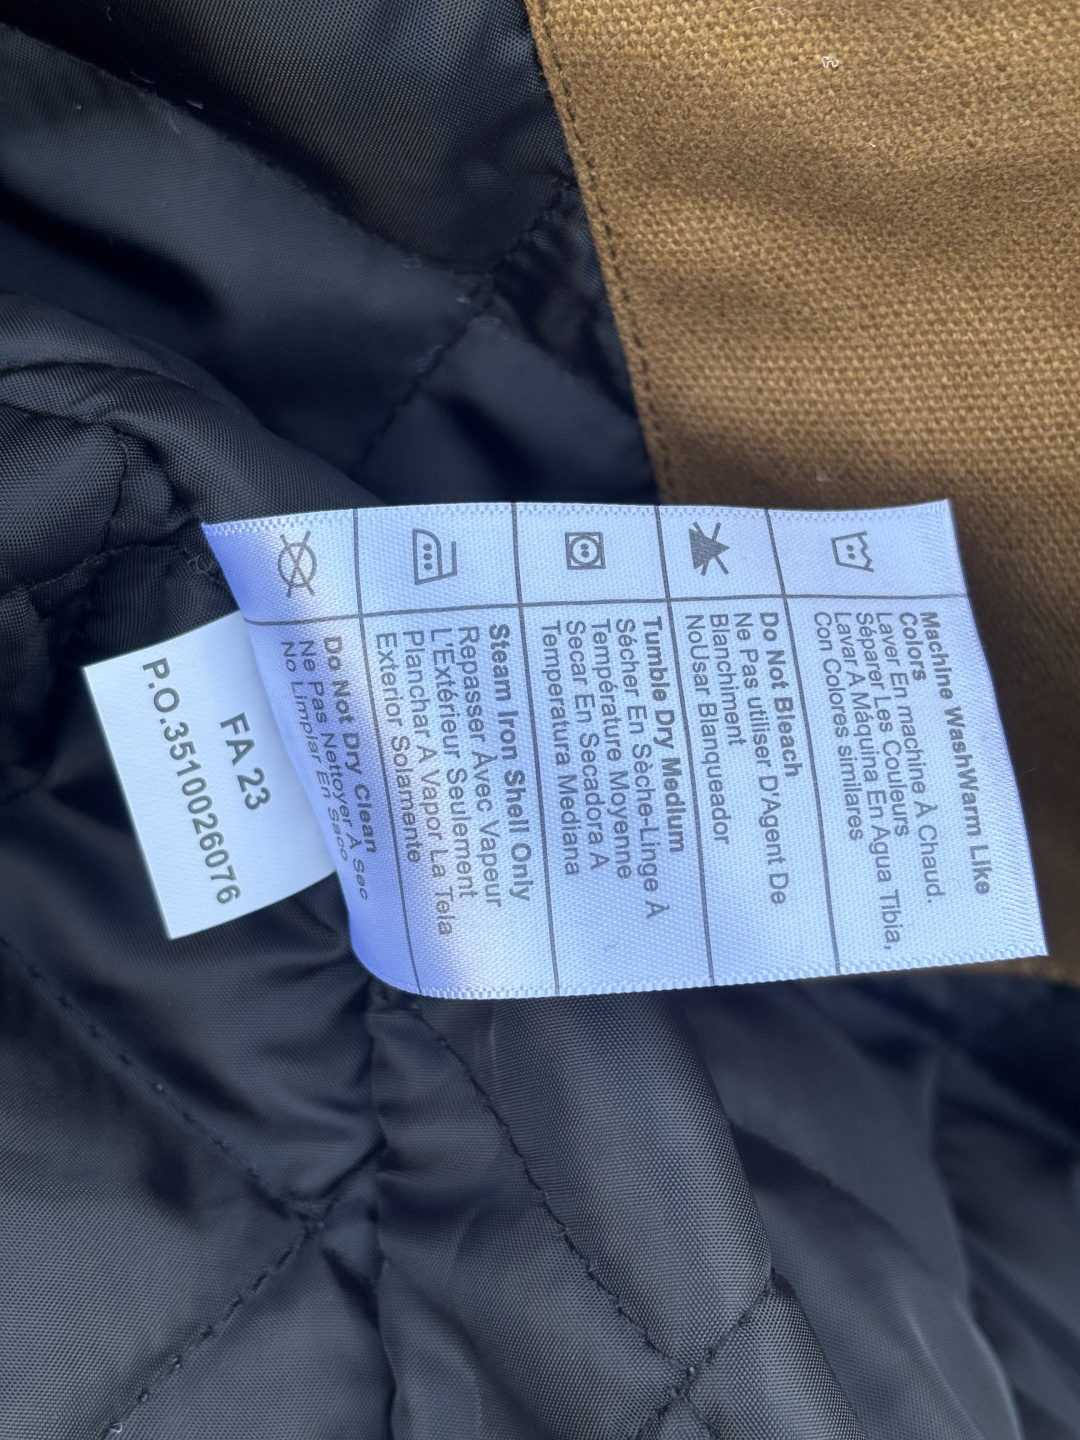 Machine WashWarm Like
Colors
Laver En machine À Chaud.
Séparer Les Couleurs
Lavar A Máquina En Agua Tibia,
Con Colores similares
Do Not Bleach
Ne Pas utiliser D'Agent De
Blanchiment
NoUsar Blanqueador
Tumble Dry Medium
Sécher En Sèche-Linge À
Température Moyenne
Secar En Secadora A
Temperatura Mediana
Steam Iron Shell Only
Repasser Àvec Vapeur
L'Extérieur Seulement
Planchar A Vapor La Tela
Exterior Solamente
Do Not Dry Clean
Ne Pas Nettoyer À Sec
No Limpiar En Saco
FA 23
P.O.3510026076